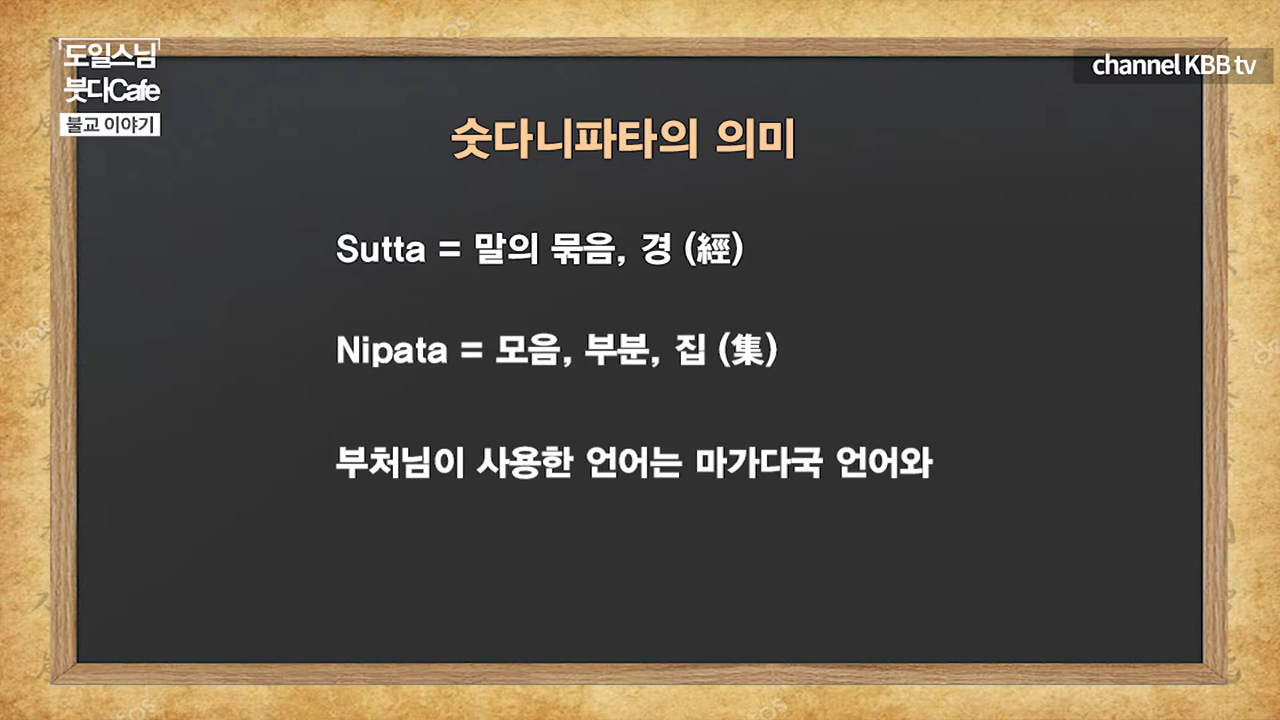 도일스님
붓다Cafe
불교 이야기
channel KBB tv
숫다니파타의 의미
Sutta = 말의 묶음, 경 (經)
Nipata = 모음, 부분, 집 (集)
부처님이 사용한 언어는 마가다국 언어와